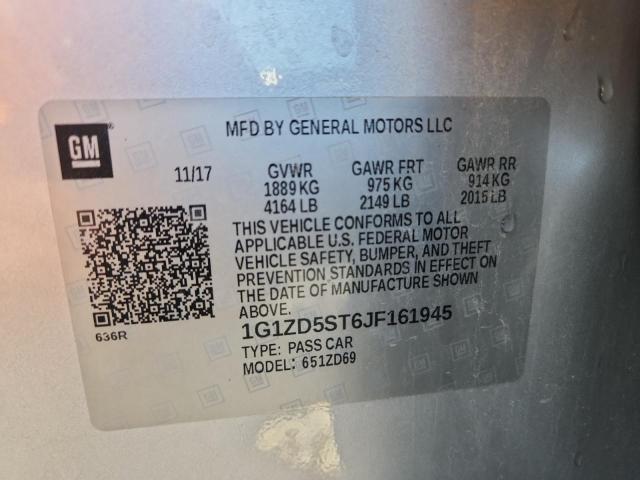 GM
MFD BY GENERAL MOTORS LLC
11/17 GVWR GAWR FRT GAWR RR
1889 KG 975 KG 914 KG
4164 LB 2149 LB 2015 LB
THIS VEHICLE CONFORMS TO ALL
APPLICABLE U.S. FEDERAL MOTOR
VEHICLE SAFETY, BUMPER, AND THEFT
PREVENTION STANDARDS IN EFFECT ON
THE DATE OF MANUFACTURE SHOWN
ABOVE.
636R
1G1ZD5ST6JF161945
TYPE: PASS CAR
MODEL: 651ZD69